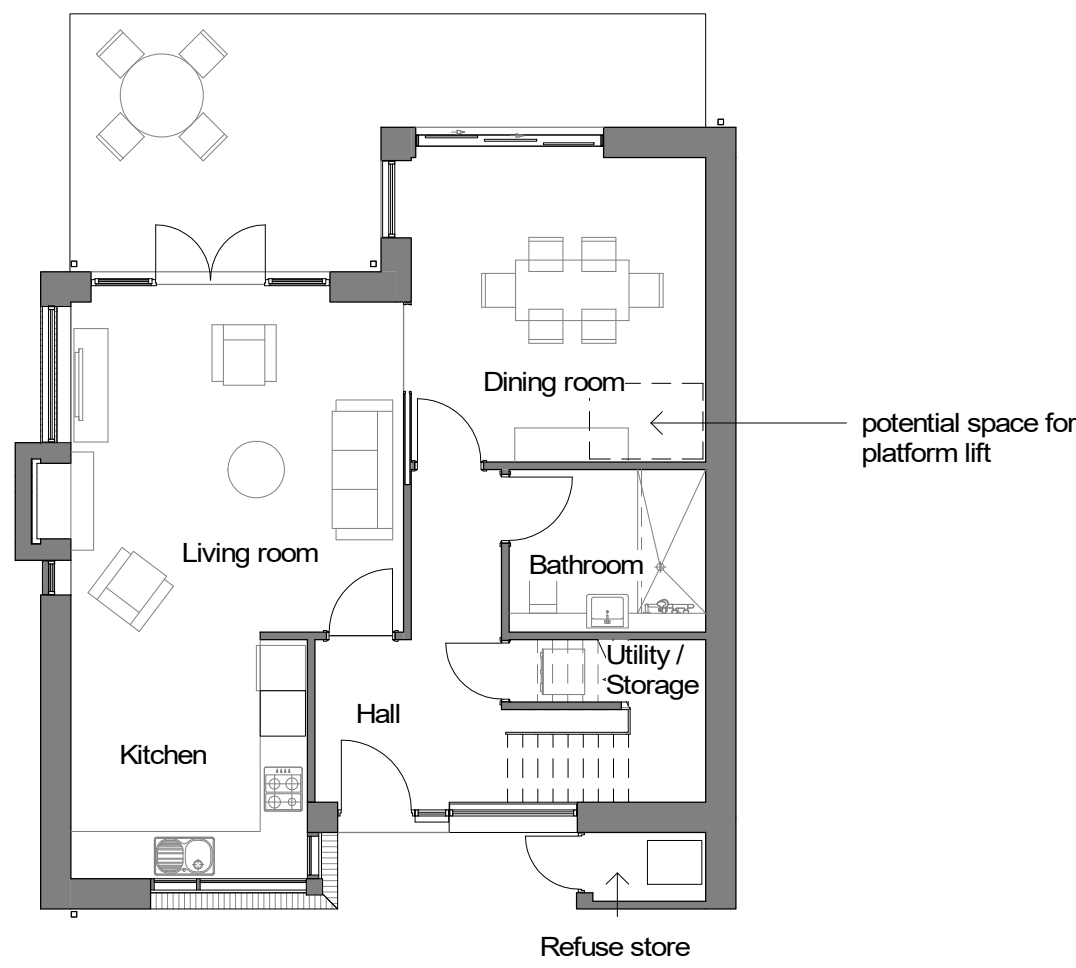 Dining room
potential space for
platform lift
Living room
Bathroom
Utility /
Storage
Hall
Kitchen
Refuse store